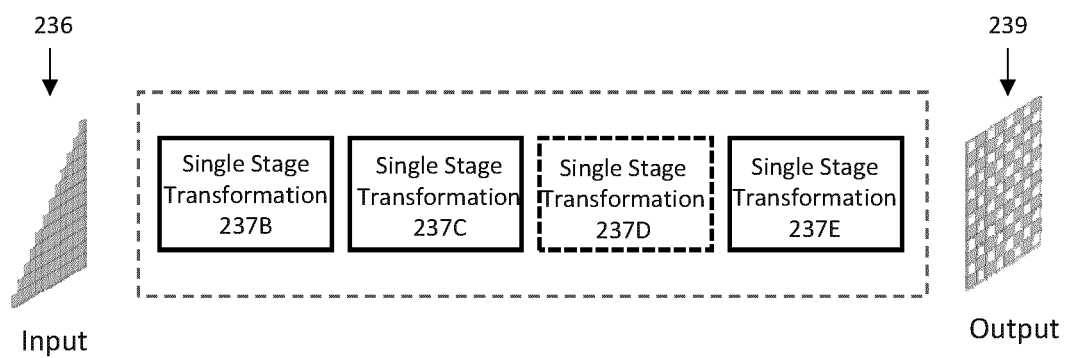 236
239
Single Stage
Transformation
237B
Single Stage
Transformation
237C
Single Stage
Transformation
237D
Single Stage
Transformation
237E
Input
Output